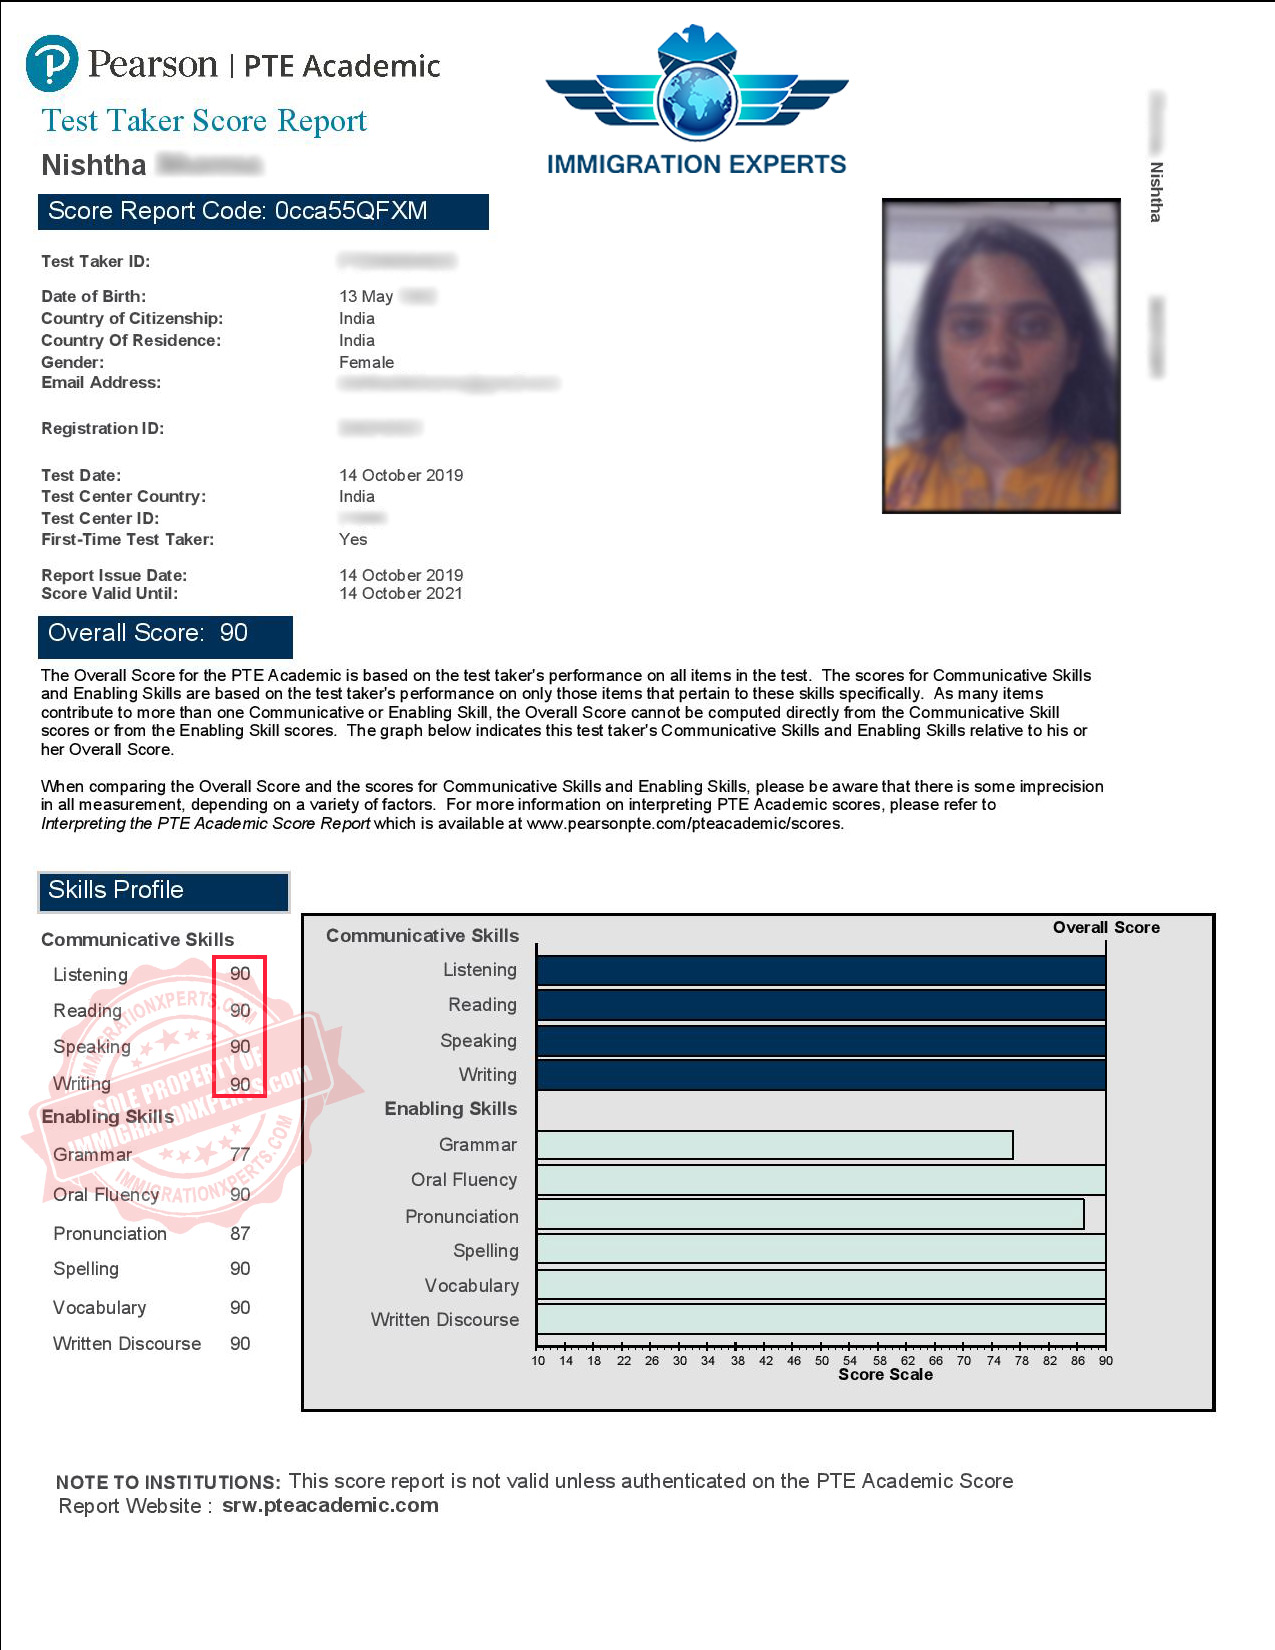 Pearson | PTE Academic
Test Taker Score Report
Nishtha
IMMIGRATION EXPERTS
Nishtha
Score Report Code: 0cca55QFXM
Test Taker ID:
Date of Birth: 13 May
Country of Citizenship: India
Country Of Residence: India
Gender: Female
Email Address:
Registration ID:
Test Date: 14 October 2019
Test Center Country: India
Test Center ID:
First-Time Test Taker: Yes
Report Issue Date: 14 October 2019
Score Valid Until: 14 October 2021
Overall Score: 90
The Overall Score for the PTE Academic is based on the test taker's performance on all items in the test. The scores for Communicative Skills
and Enabling Skills are based on the test taker's performance on only those items that pertain to these skills specifically. As many items
contribute to more than one Communicative or Enabling Skill, the Overall Score cannot be computed directly from the Communicative Skill
scores or from the Enabling Skill scores. The graph below indicates this test taker's Communicative Skills and Enabling Skills relative to his or
her Overall Score.
When comparing the Overall Score and the scores for Communicative Skills and Enabling Skills, please be aware that there is some imprecision
in all measurement, depending on a variety of factors. For more information on interpreting PTE Academic scores, please refer to
Interpreting the PTE Academic Score Report which is available at www.pearsonpte.com/pteacademic/scores.
Skills Profile
Communicative Skills
Listening 90
Reading 90
Speaking 90
Writing 90
Enabling Skills
Grammar 77
Oral Fluency 90
Pronunciation 87
Spelling 90
Vocabulary 90
Written Discourse 90
IMMIGRATIONXPERTS.COM
SOLE PROPERTY OF
IMMIGRATIONXPERTS.com
IMMIGRATIONXPERTS.COM
Overall Score
Communicative Skills
Listening
Reading
Speaking
Writing
Enabling Skills
Grammar
Oral Fluency
Pronunciation
Spelling
Vocabulary
Written Discourse
10 14 18 22 26 30 34 38 42 46 50 54 58 62 66 70 74 78 82 86 90
Score Scale
NOTE TO INSTITUTIONS: This score report is not valid unless authenticated on the PTE Academic Score
Report Website : srw.pteacademic.com